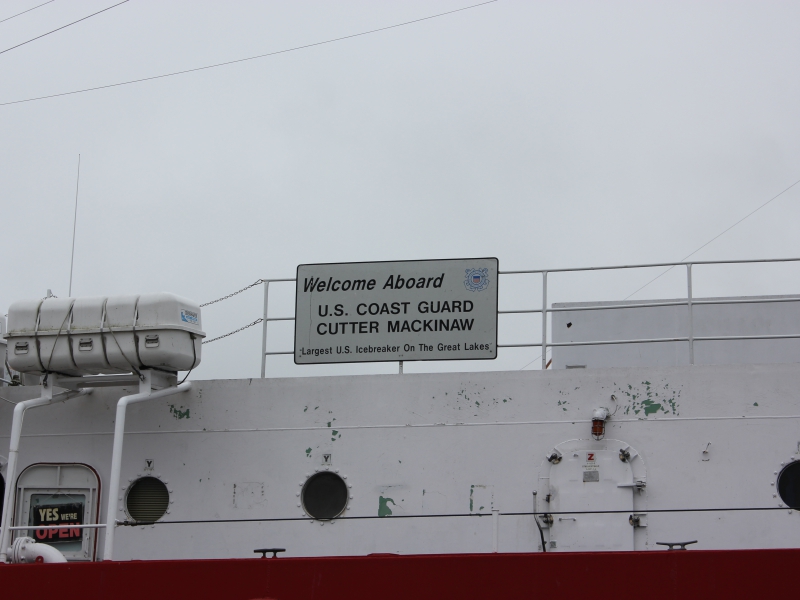 Welcome Aboard
U.S. COAST GUARD
CUTTER MACKINAW
Largest U.S. Icebreaker On The Great Lakes
YES WE'RE
OPEN
Z
Y
Y